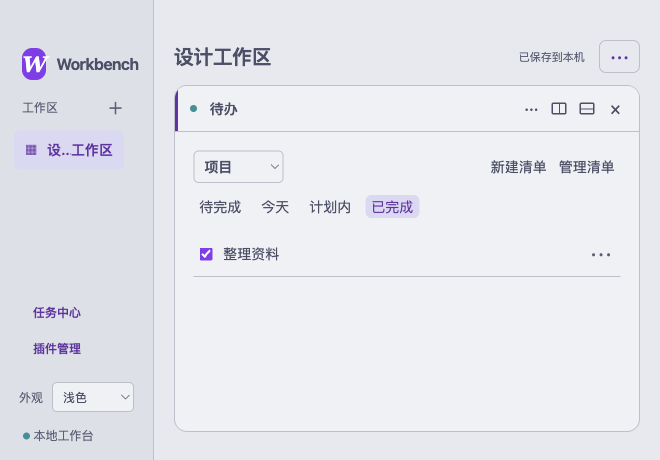 W Workbench
工作区
设...工作区
任务中心
插件管理
外观 浅色
本地工作台
设计工作区
已保存到本机
待办
项目
新建清单 管理清单
待完成 今天 计划内 已完成
整理资料